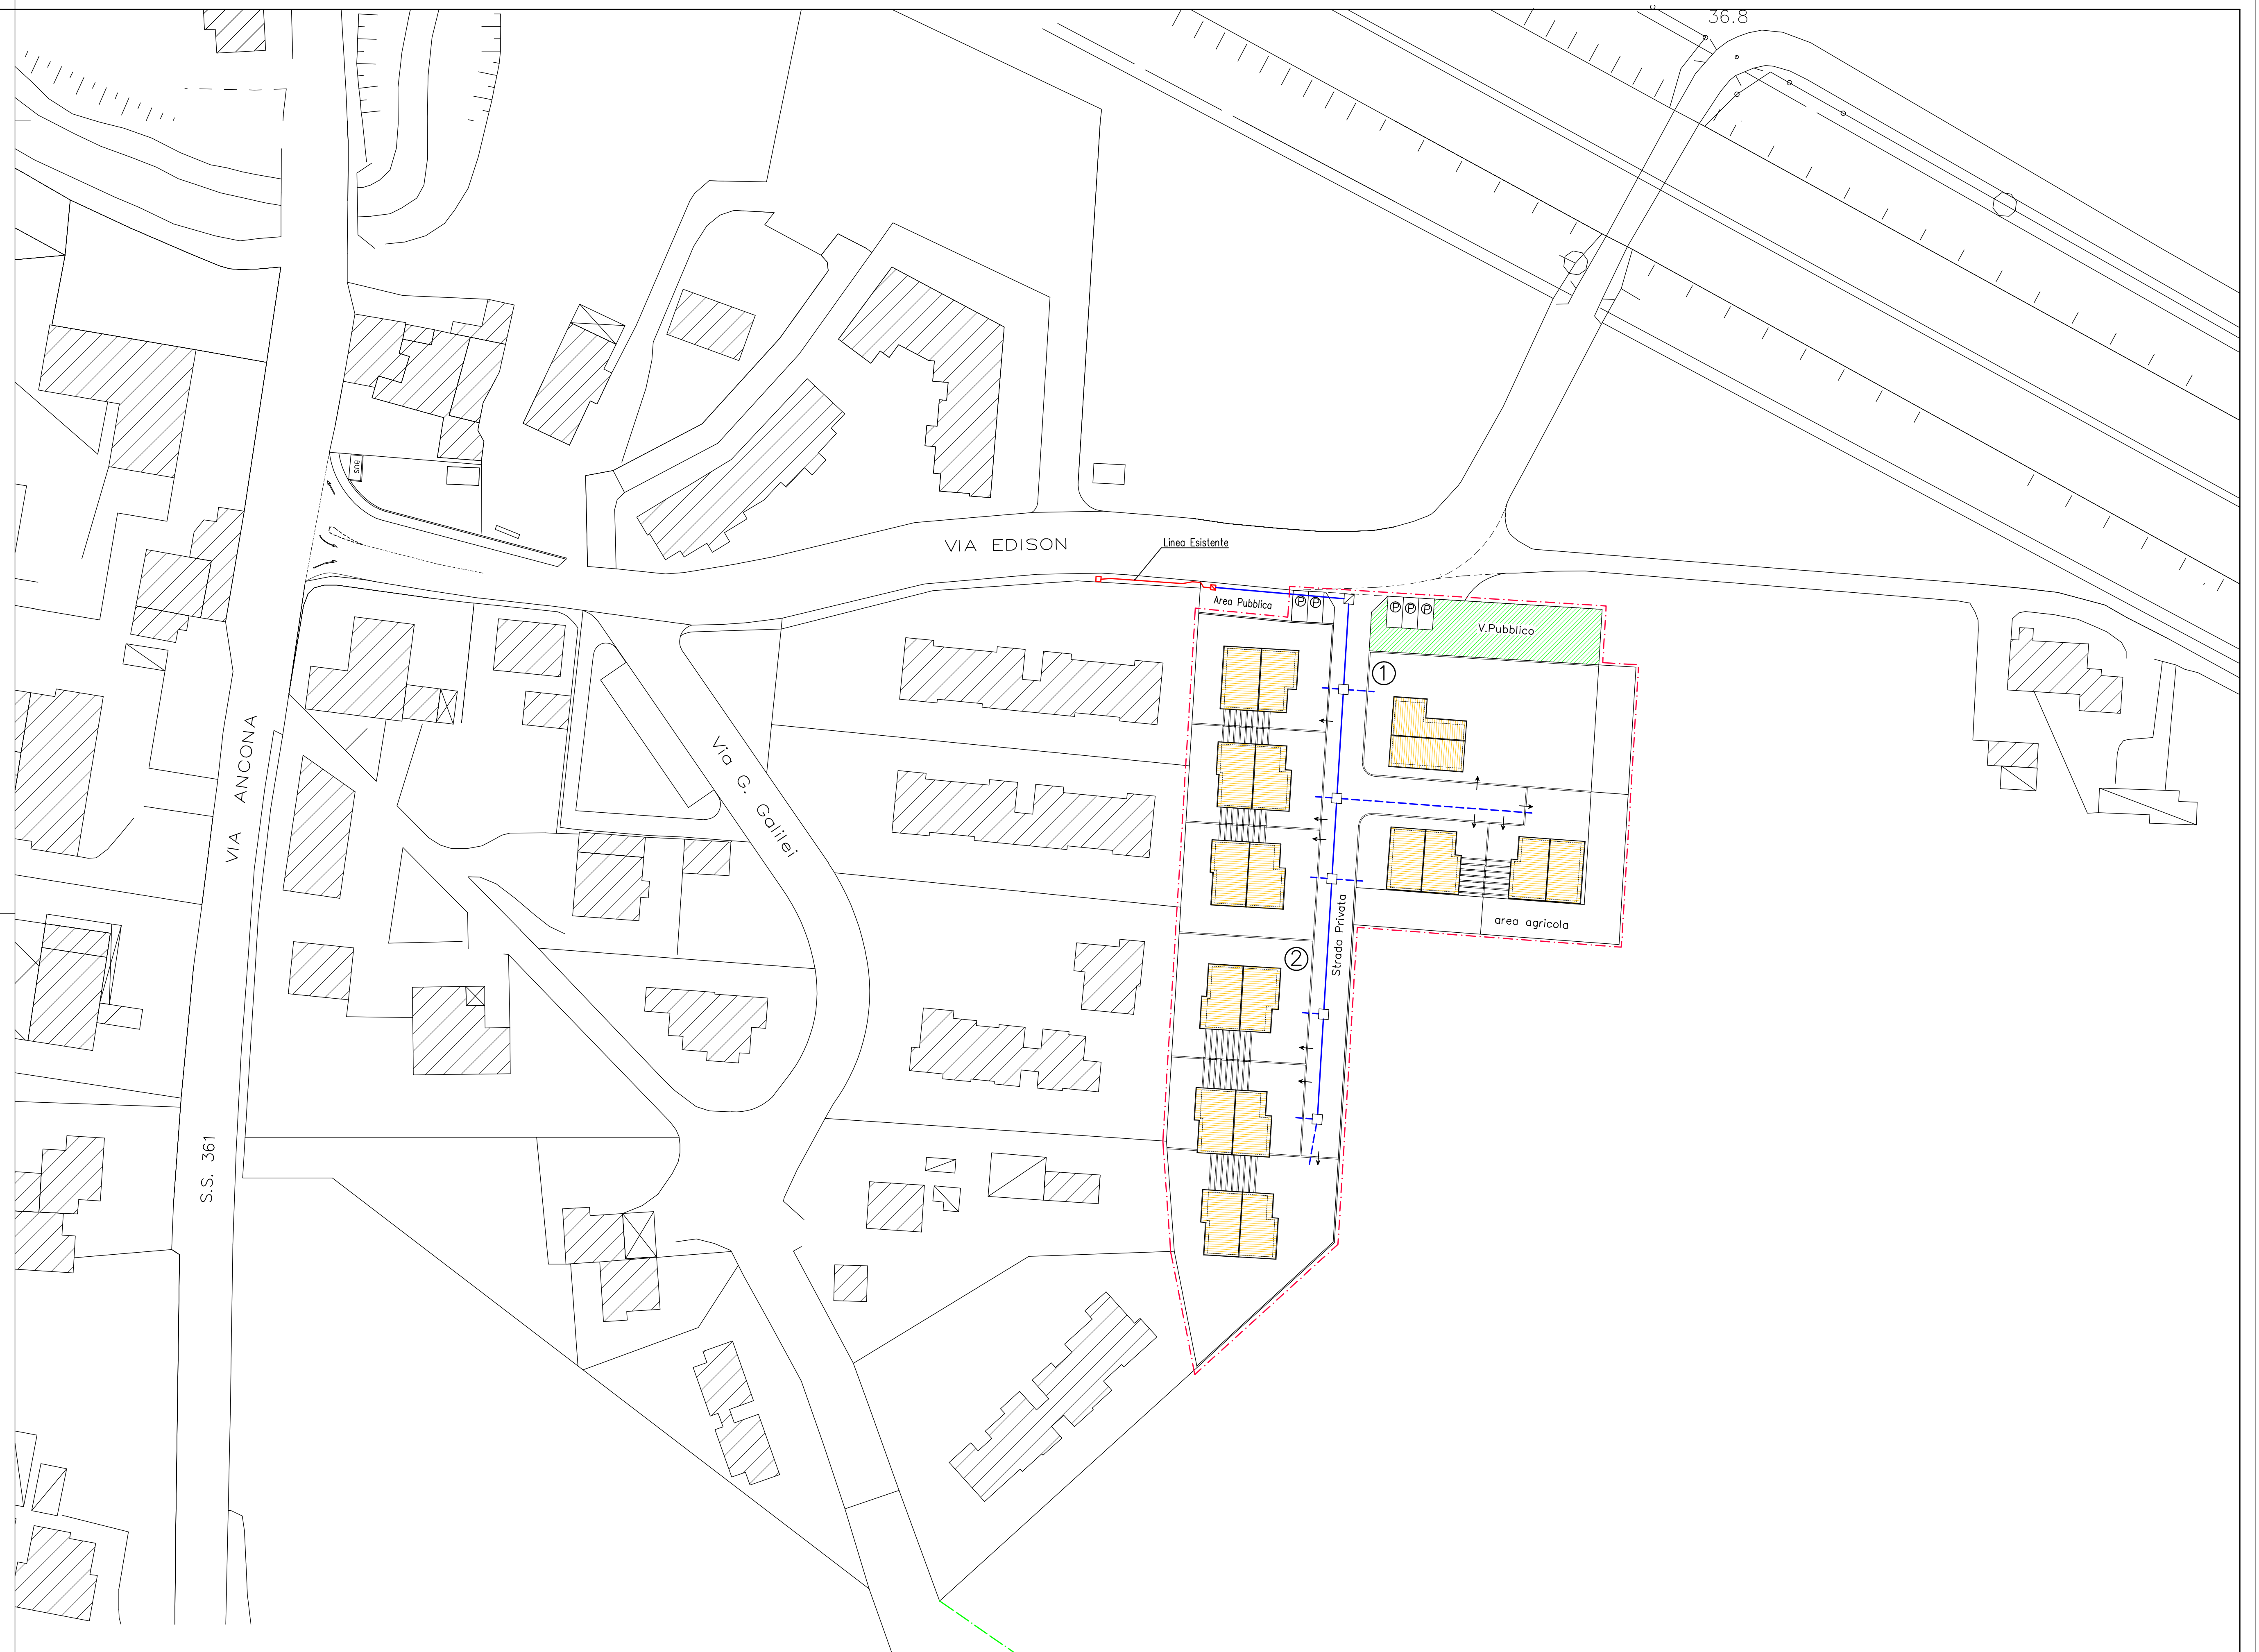 36.8
BUS
VIA EDISON
Linea Esistente
Area Pubblica
P P
P P P
V.Pubblico
1
VIA ANCONA
Via G. Galilei
Strada Privata
area agricola
2
S.S. 361